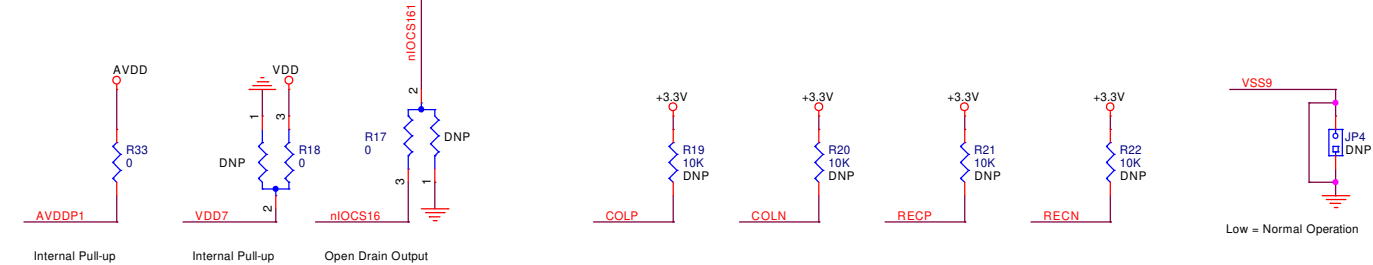 nIOCS161
AVDD
VDD
2
1
3
R33
0
DNP
R18
0
R17
0
DNP
2
3
1
AVDDP1
VDD7
nIOCS16
Internal Pull-up
Internal Pull-up
Open Drain Output
+3.3V
+3.3V
+3.3V
+3.3V
R19
10K
DNP
R20
10K
DNP
R21
10K
DNP
R22
10K
DNP
COLP
COLN
RECP
RECN
VSS9
JP4
DNP
Low = Normal Operation